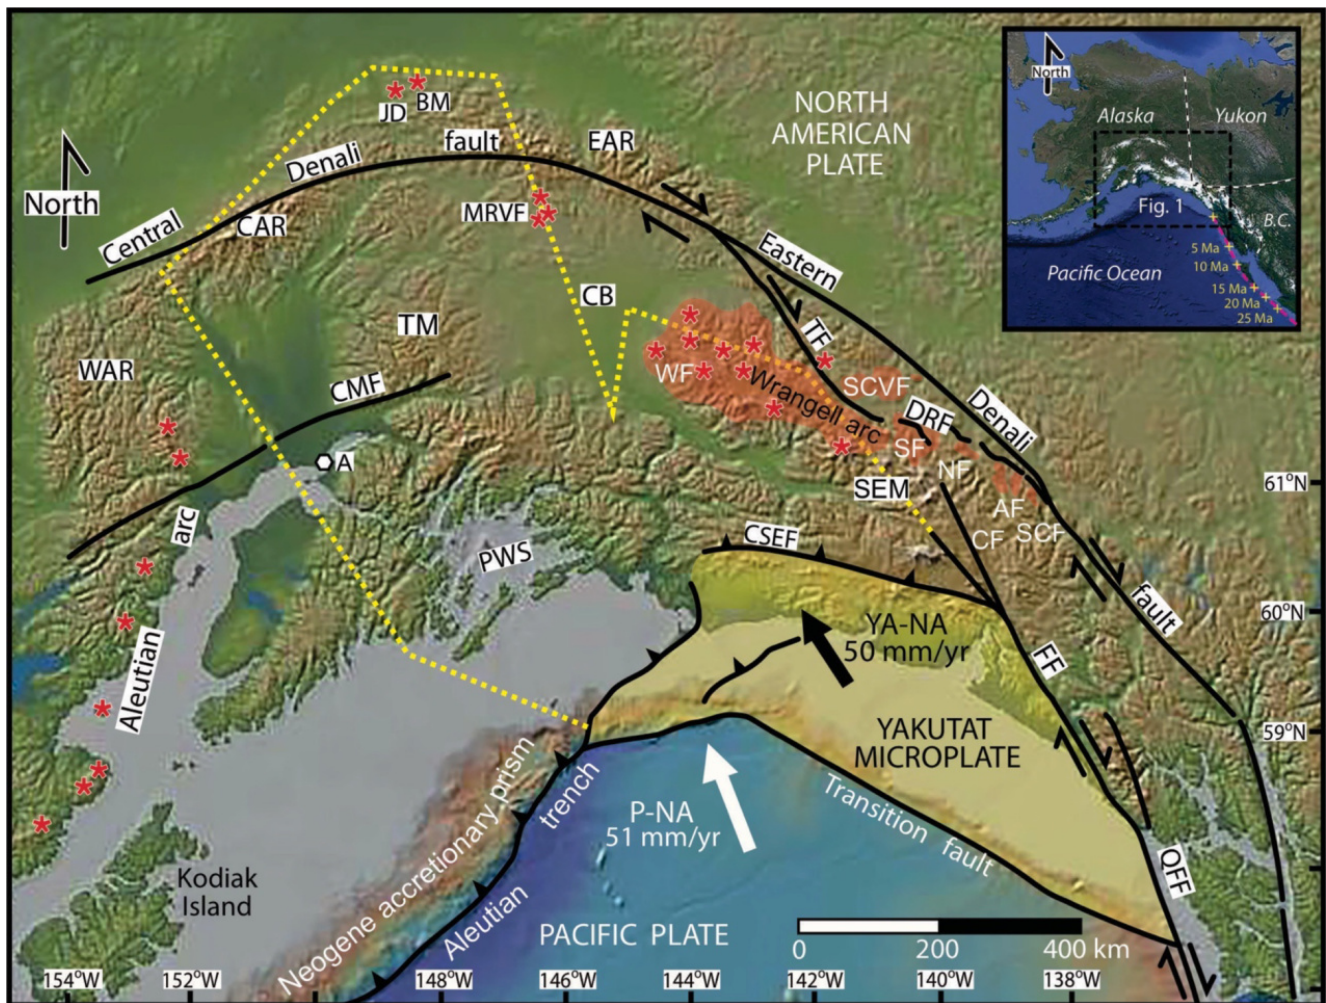 JD
BM
NORTH
AMERICAN
PLATE
North
Alaska
Yukon
Fig. 1
B.C.
Pacific Ocean
5 Ma
10 Ma
15 Ma
20 Ma
25 Ma
North
Central
Denali
fault
EAR
CAR
MRVF
Eastern
Denali
fault
CB
TF
TM
WAR
CMF
WF
Wrangell arc
SCVF
DRF
SF
NF
SEM
A
AF
CF
SCF
61°N
PWS
CSEF
60°N
Aleutian
arc
YA-NA
50 mm/yr
FF
YAKUTAT
MICROPLATE
59°N
P-NA
51 mm/yr
Transition fault
QFF
Neogene accretionary prism
Aleutian
trench
Kodiak
Island
PACIFIC PLATE
0
200
400 km
154°W
152°W
148°W
146°W
144°W
142°W
140°W
138°W